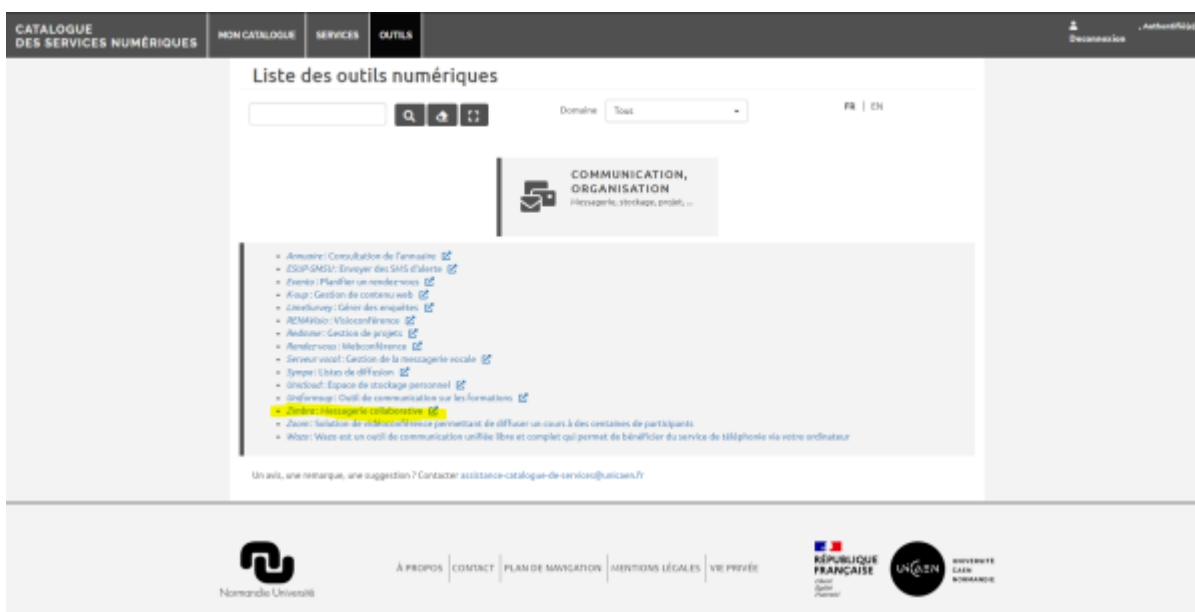 CATALOGUE
DES SERVICES NUMÉRIQUES
MON CATALOGUE
SERVICES
OUTILS
Deconnexion
, Authentifié(e)
Liste des outils numériques
Domaine
Tous
FR | EN
COMMUNICATION,
ORGANISATION
Messagerie, stockage, projet, ...
Annuaire : Consultation de l'annuaire
ESUP-SMSU : Envoyer des SMS d'alerte
Evento : Planifier un rendez-vous
K-sup : Gestion de contenu web
LimeSurvey : Gérer des enquêtes
RENAVisio : Visioconférence
Redmine : Gestion de projets
Rendez-vous : Webconférence
Serveur vocal : Gestion de la messagerie vocale
Sympa : Listes de diffusion
Unicloud : Espace de stockage personnel
Uniformup : Outil de communication sur les formations
Zimbra : Messagerie collaborative
Zoom : Solution de vidéoconférence permettant de diffuser un cours à des centaines de participants
Wazo : Wazo est un outil de communication unifiée libre et complet qui permet de bénéficier du service de téléphonie via votre ordinateur
Un avis, une remarque, une suggestion ? Contacter assistance-catalogue-de-services@unicaen.fr
Normandie Université
À PROPOS | CONTACT | PLAN DE NAVIGATION | MENTIONS LÉGALES | VIE PRIVÉE
RÉPUBLIQUE
FRANÇAISE
Liberté
Égalité
Fraternité
UNICAEN
UNIVERSITÉ
CAEN
NORMANDIE